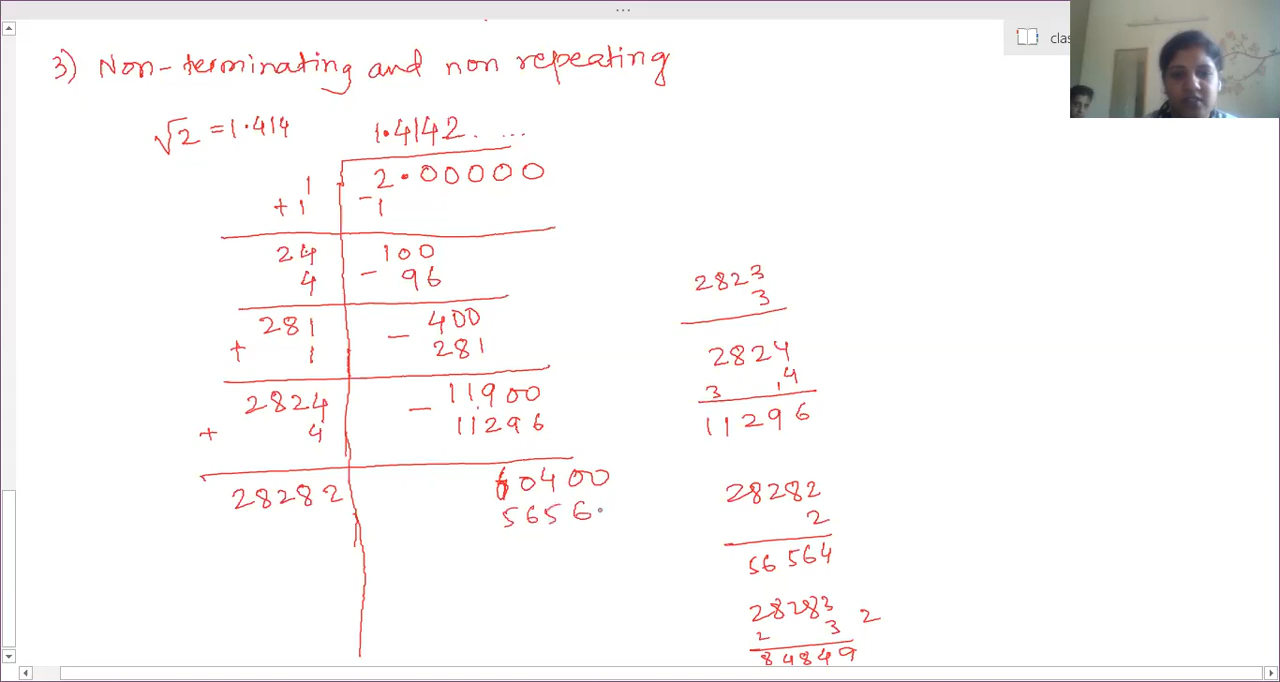 3) Non-terminating and non repeating
√2 = 1.414
1.4142. ...
1 2.00000
+ 1 - 1
24 100
4 - 96
281 - 400
+ 1 281
2824 - 11900
+ 4 11296
28282 60400
5656
2823
3
2824
3 14
11296
28282
2
56564
28283 2
2 3
84849
clas